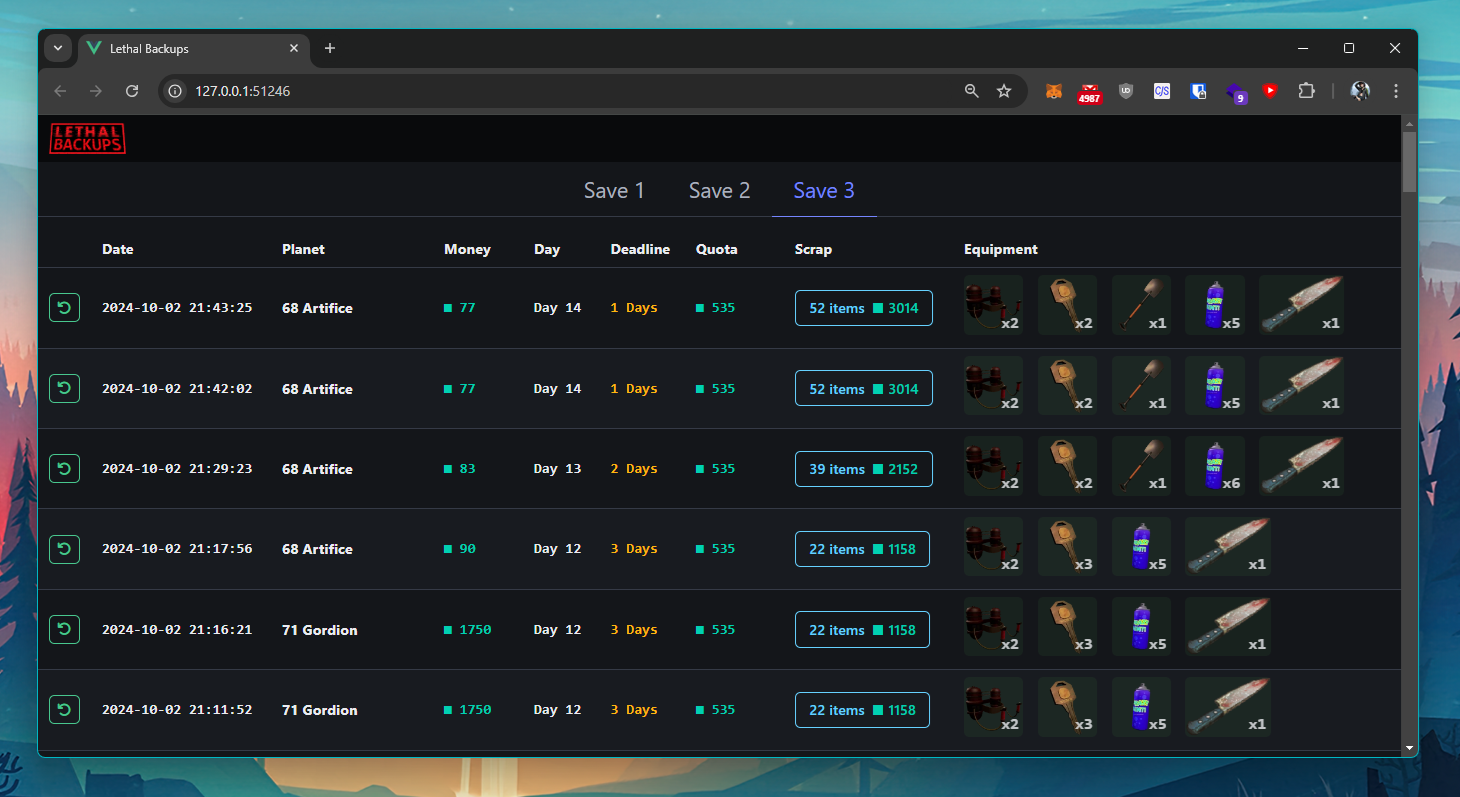 Lethal Backups
127.0.0.1:51246
4987
UD
C/S
9
LETHAL
BACKUPS
Save 1 Save 2 Save 3
Date Planet Money Day Deadline Quota Scrap Equipment
2024-10-02 21:43:25 68 Artifice 77 Day 14 1 Days 535 52 items 3014 x2 x2 x1 x5 x1
2024-10-02 21:42:02 68 Artifice 77 Day 14 1 Days 535 52 items 3014 x2 x2 x1 x5 x1
2024-10-02 21:29:23 68 Artifice 83 Day 13 2 Days 535 39 items 2152 x2 x2 x1 x6 x1
2024-10-02 21:17:56 68 Artifice 90 Day 12 3 Days 535 22 items 1158 x2 x3 x5 x1
2024-10-02 21:16:21 71 Gordion 1750 Day 12 3 Days 535 22 items 1158 x2 x3 x5 x1
2024-10-02 21:11:52 71 Gordion 1750 Day 12 3 Days 535 22 items 1158 x2 x3 x5 x1